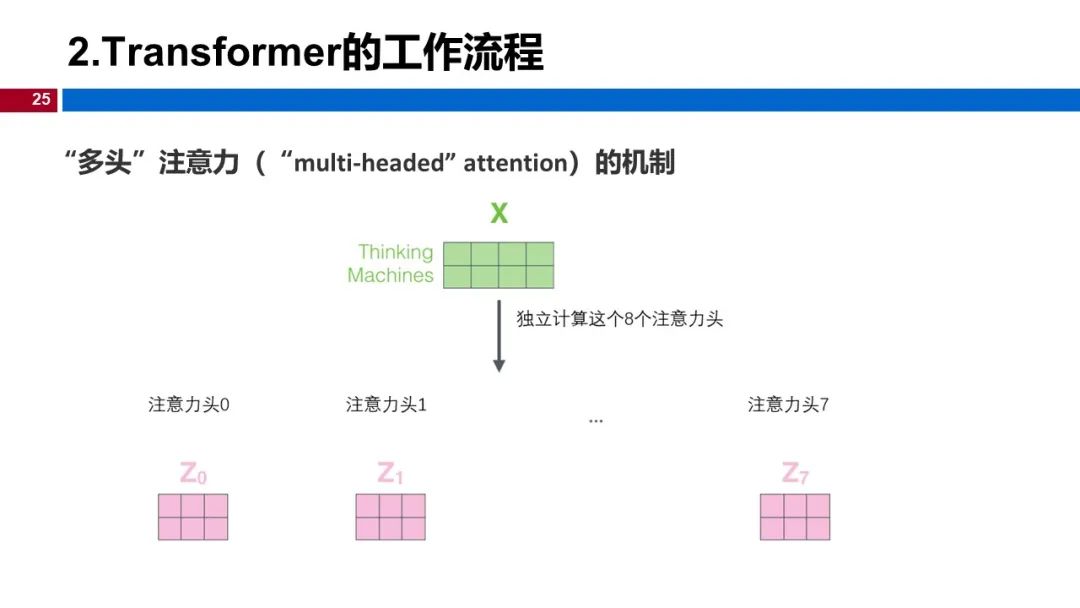 2.Transformer的工作流程
25
“多头”注意力（“multi-headed” attention）的机制
X
Thinking
Machines
独立计算这个8个注意力头
注意力头0 注意力头1 ... 注意力头7
Z0 Z1 Z7